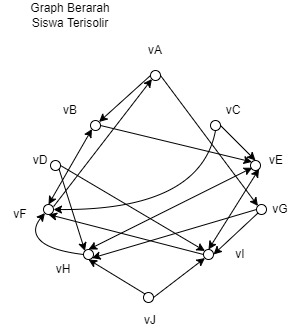 Graph Berarah
Siswa Terisolir
vA
vB
vC
vD
vE
vF
vG
vH
vI
vJ